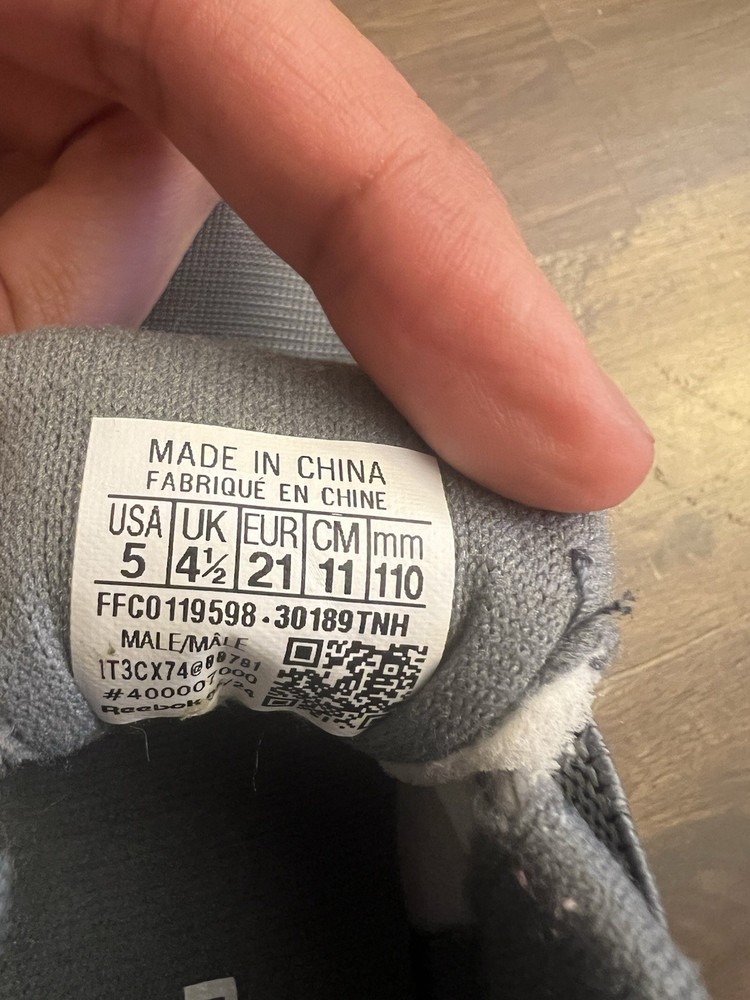 MADE IN CHINA
FABRIQUÉ EN CHINE
USA UK EUR CM mm
5 4½ 21 11 110
FFC0119598 · 30189TNH
MALE/MÂLE
Reebok